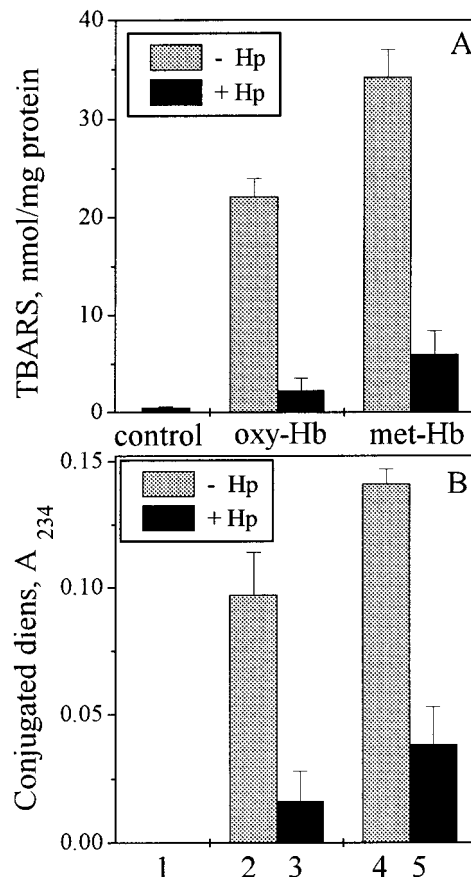 A
- Hp
+ Hp
TBARS, nmol/mg protein
40
30
20
10
0
control oxy-Hb met-Hb
B
- Hp
+ Hp
Conjugated diens, A 234
0.15
0.10
0.05
0.00
1 2 3 4 5